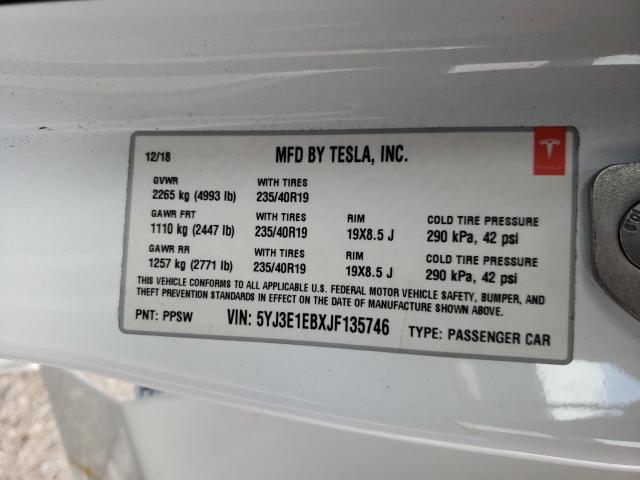 12/18 MFD BY TESLA, INC.
TESLA
GVWR WITH TIRES
2265 kg (4993 lb) 235/40R19
GAWR FRT WITH TIRES RIM COLD TIRE PRESSURE
1110 kg (2447 lb) 235/40R19 19X8.5 J 290 kPa, 42 psi
GAWR RR WITH TIRES RIM COLD TIRE PRESSURE
1257 kg (2771 lb) 235/40R19 19X8.5 J 290 kPa, 42 psi
THIS VEHICLE CONFORMS TO ALL APPLICABLE U.S. FEDERAL MOTOR VEHICLE SAFETY, BUMPER, AND
THEFT PREVENTION STANDARDS IN EFFECT ON THE DATE OF MANUFACTURE SHOWN ABOVE.
PNT: PPSW VIN: 5YJ3E1EBXJF135746 TYPE: PASSENGER CAR